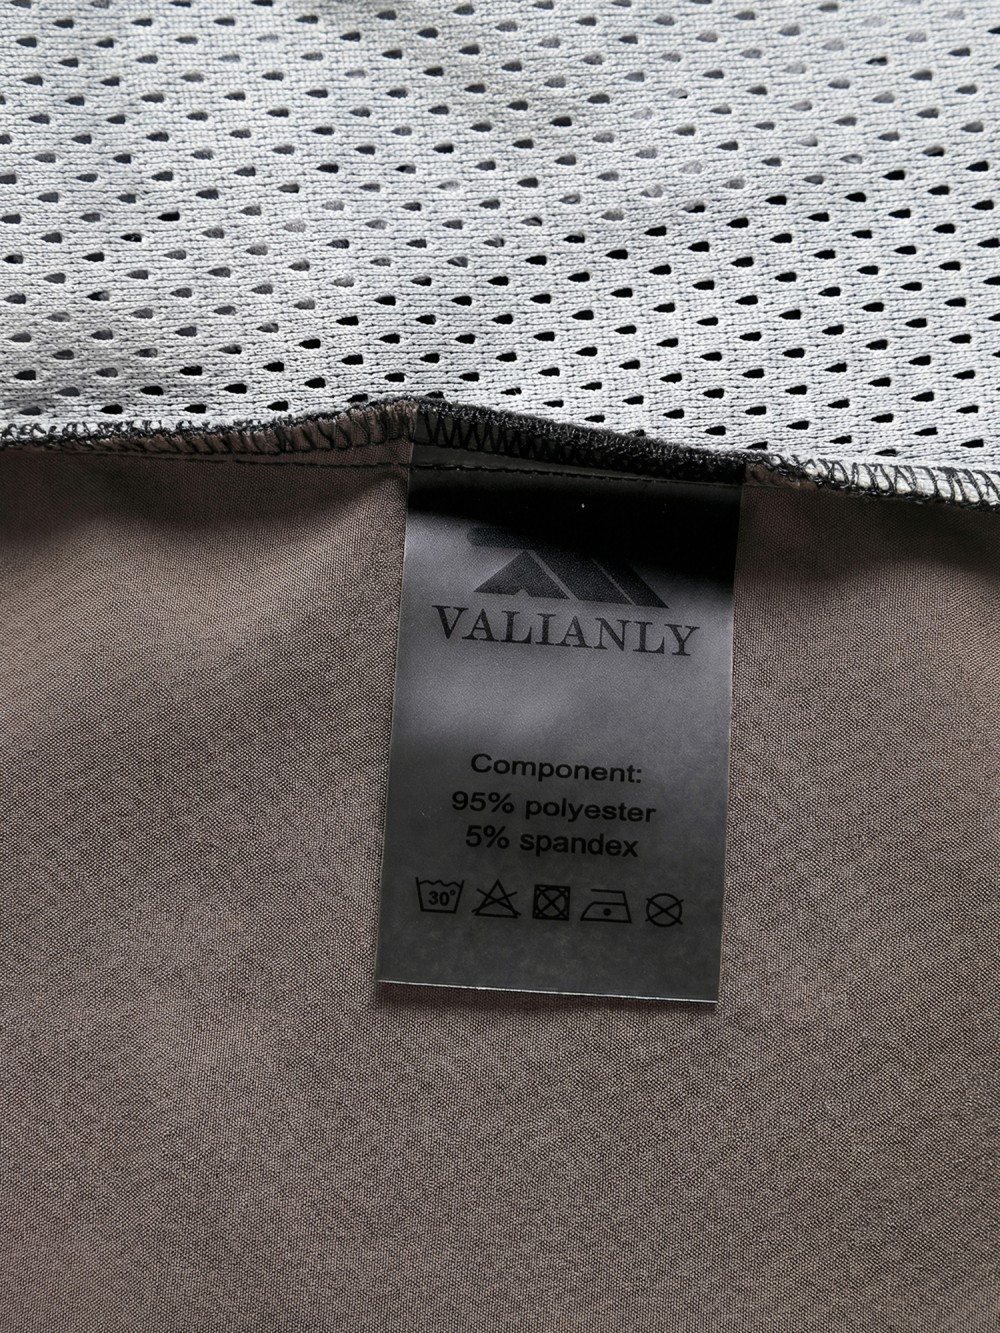 VALIANLY
Component:
95% polyester
5% spandex
30°